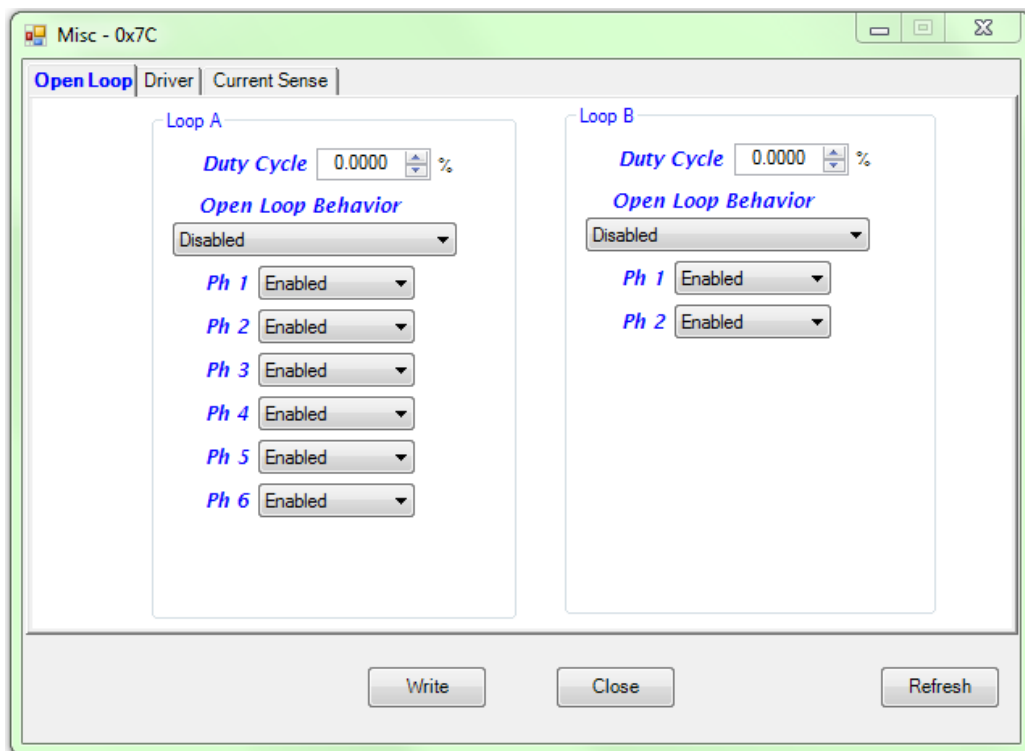 Misc - 0x7C
Open Loop Driver Current Sense
Loop A
Duty Cycle 0.0000 %
Open Loop Behavior
Disabled
Ph 1 Enabled
Ph 2 Enabled
Ph 3 Enabled
Ph 4 Enabled
Ph 5 Enabled
Ph 6 Enabled
Loop B
Duty Cycle 0.0000 %
Open Loop Behavior
Disabled
Ph 1 Enabled
Ph 2 Enabled
Write Close Refresh